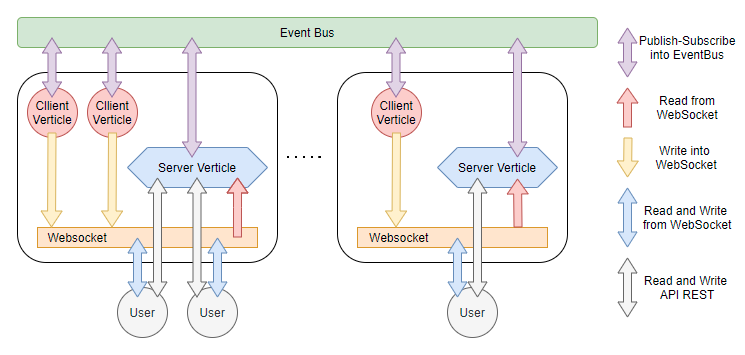 Event Bus
Publish-Subscribe
into EventBus
Cllient
Verticle
Cllient
Verticle
Cllient
Verticle
Read from
WebSocket
Server Verticle
.....
Server Verticle
Write into
WebSocket
Read and Write
from WebSocket
Websocket
Websocket
Read and Write
API REST
User
User
User